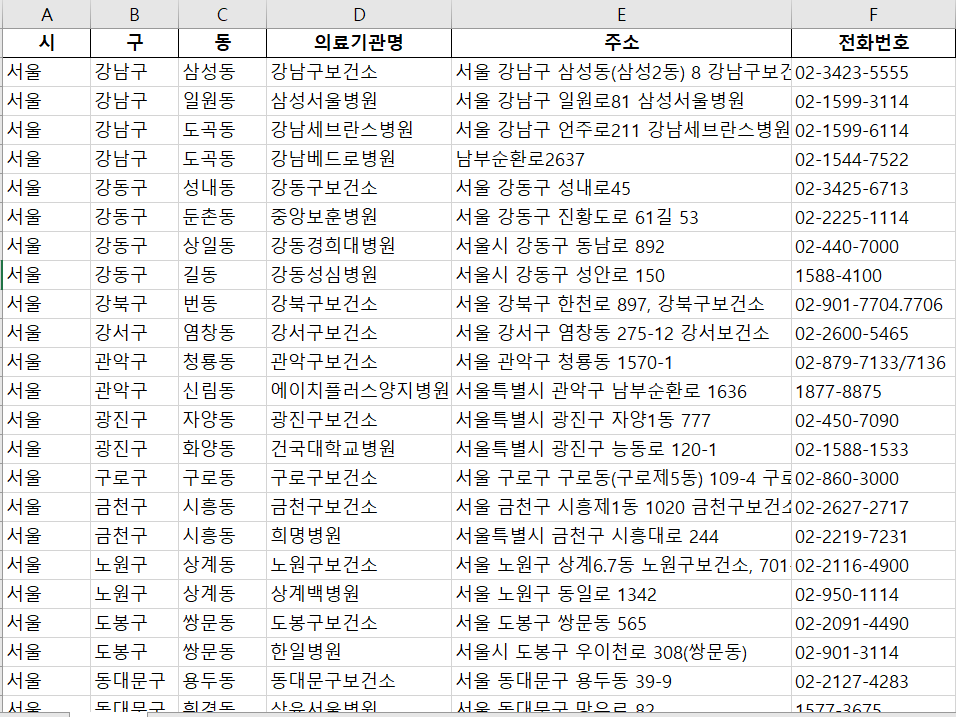 A B C D E F
시 구 동 의료기관명 주소 전화번호
서울 강남구 삼성동 강남구보건소 서울 강남구 삼성동(삼성2동) 8 강남구보건 02-3423-5555
서울 강남구 일원동 삼성서울병원 서울 강남구 일원로81 삼성서울병원 02-1599-3114
서울 강남구 도곡동 강남세브란스병원 서울 강남구 언주로211 강남세브란스병원 02-1599-6114
서울 강남구 도곡동 강남베드로병원 남부순환로2637 02-1544-7522
서울 강동구 성내동 강동구보건소 서울 강동구 성내로45 02-3425-6713
서울 강동구 둔촌동 중앙보훈병원 서울 강동구 진황도로 61길 53 02-2225-1114
서울 강동구 상일동 강동경희대병원 서울시 강동구 동남로 892 02-440-7000
서울 강동구 길동 강동성심병원 서울시 강동구 성안로 150 1588-4100
서울 강북구 번동 강북구보건소 서울 강북구 한천로 897, 강북구보건소 02-901-7704.7706
서울 강서구 염창동 강서구보건소 서울 강서구 염창동 275-12 강서보건소 02-2600-5465
서울 관악구 청룡동 관악구보건소 서울 관악구 청룡동 1570-1 02-879-7133/7136
서울 관악구 신림동 에이치플러스양지병원 서울특별시 관악구 남부순환로 1636 1877-8875
서울 광진구 자양동 광진구보건소 서울특별시 광진구 자양1동 777 02-450-7090
서울 광진구 화양동 건국대학교병원 서울특별시 광진구 능동로 120-1 02-1588-1533
서울 구로구 구로동 구로구보건소 서울 구로구 구로동(구로제5동) 109-4 구로 02-860-3000
서울 금천구 시흥동 금천구보건소 서울 금천구 시흥제1동 1020 금천구보건소 02-2627-2717
서울 금천구 시흥동 희명병원 서울특별시 금천구 시흥대로 244 02-2219-7231
서울 노원구 상계동 노원구보건소 서울 노원구 상계6.7동 노원구보건소, 701 02-2116-4900
서울 노원구 상계동 상계백병원 서울 노원구 동일로 1342 02-950-1114
서울 도봉구 쌍문동 도봉구보건소 서울 도봉구 쌍문동 565 02-2091-4490
서울 도봉구 쌍문동 한일병원 서울시 도봉구 우이천로 308(쌍문동) 02-901-3114
서울 동대문구 용두동 동대문구보건소 서울 동대문구 용두동 39-9 02-2127-4283
서울 동대문구 휘경동 삼육서울병원 서울 동대문구 망우로 82 1577-3675